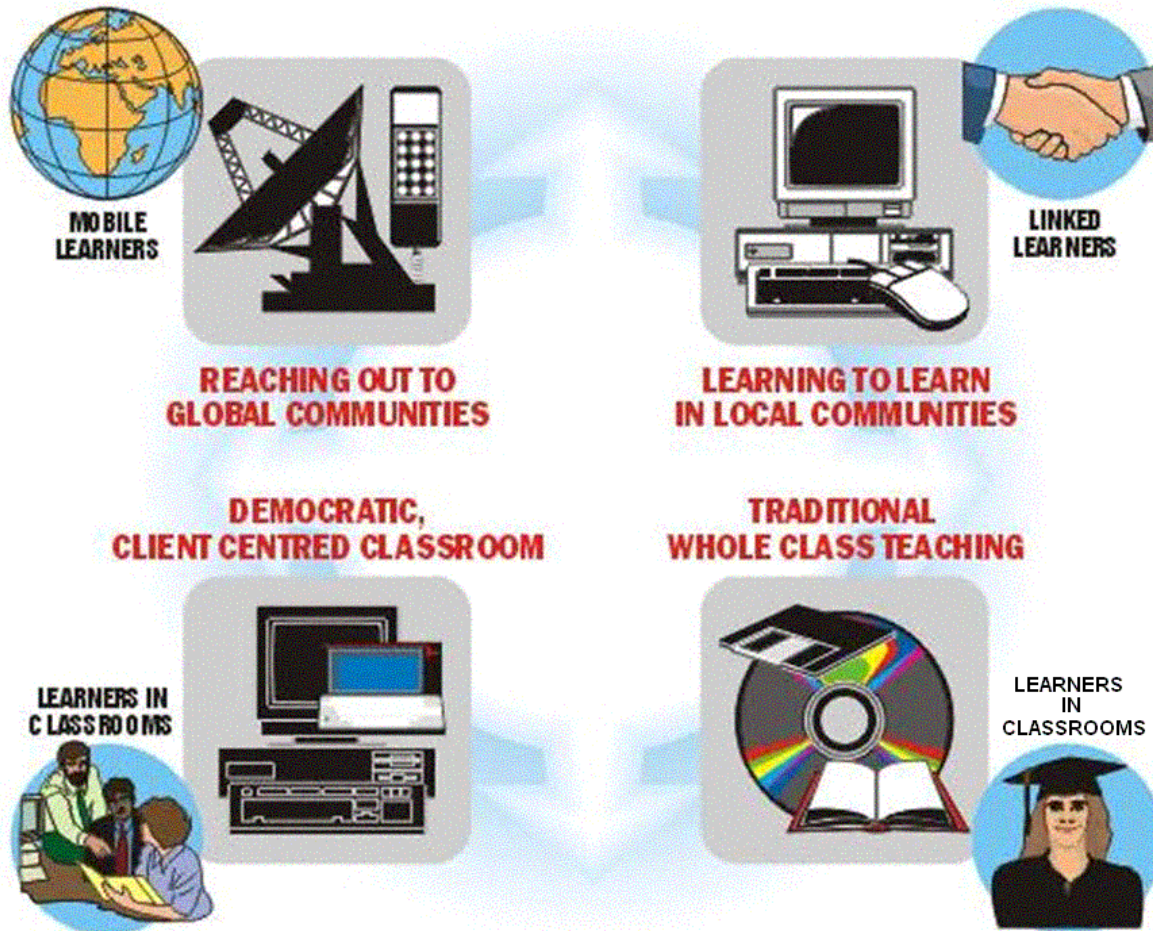 MOBILE
LEARNERS
LINKED
LEARNERS
REACHING OUT TO
GLOBAL COMMUNITIES
LEARNING TO LEARN
IN LOCAL COMMUNITIES
DEMOCRATIC,
CLIENT CENTRED CLASSROOM
TRADITIONAL
WHOLE CLASS TEACHING
LEARNERS IN
CLASSROOMS
LEARNERS
IN
CLASSROOMS